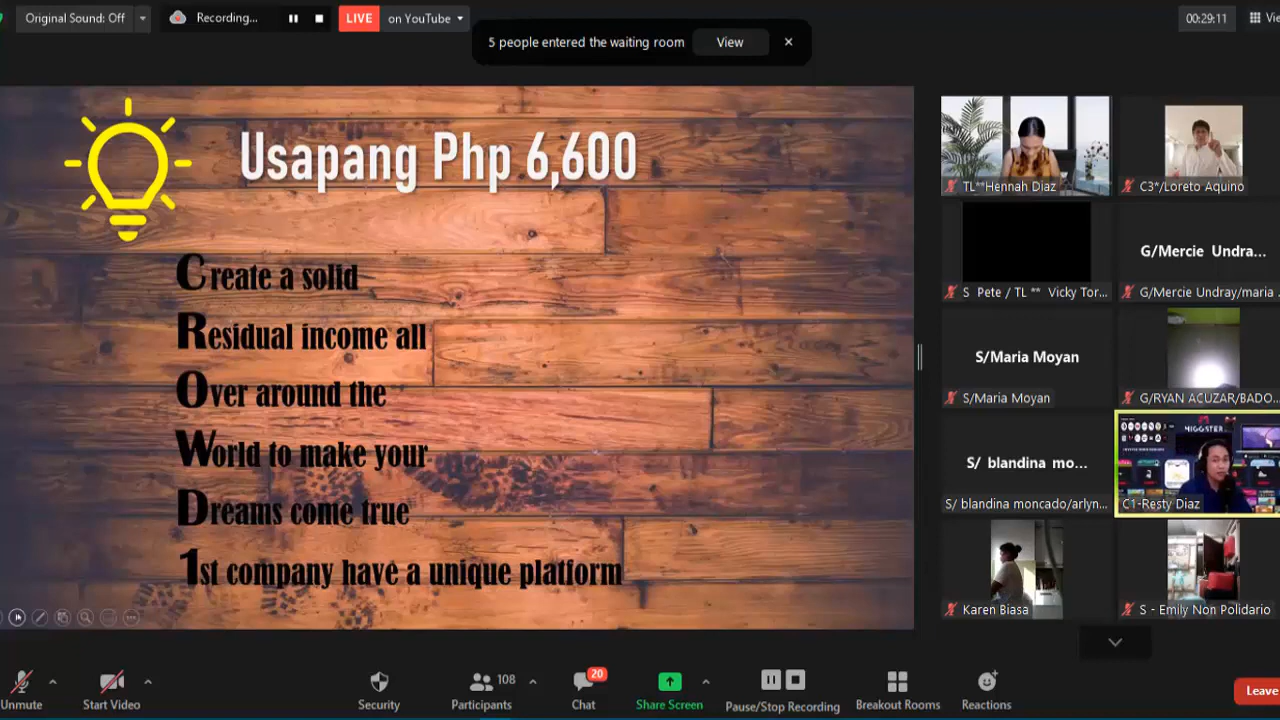 Original Sound: Off
Recording...
LIVE
on YouTube
5 people entered the waiting room
View
00:29:11
Usapang Php 6,600
Create a solid
Residual income all
Over around the
World to make your
Dreams come true
1st company have a unique platform
TL**Hennah Diaz
C3*/Loreto Aquino
S Pete / TL ** Vicky Tor...
G/Mercie Undra...
G/Mercie Undray/maria
S/Maria Moyan
S/Maria Moyan
G/RYAN ACUZAR/BADO...
S/ blandina mo...
S/ blandina moncado/arlyn...
HIGGSTER
C1-Resty Diaz
Karen Biasa
S - Emily Non Polidario
Unmute
Start Video
Security
108
Participants
20
Chat
Share Screen
Pause/Stop Recording
Breakout Rooms
Reactions
Leave